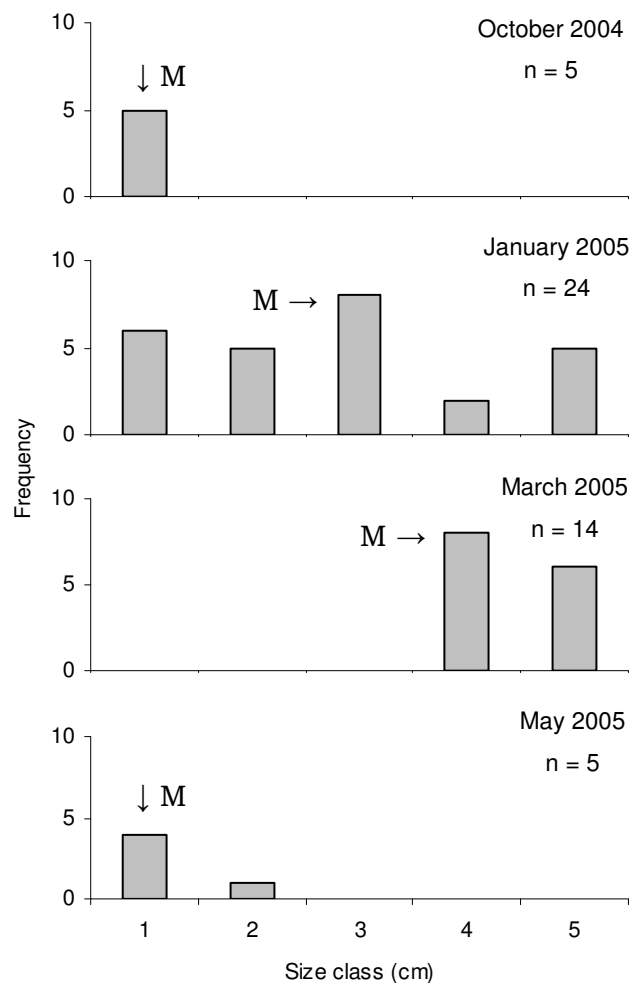 10
5
0
↓ M
October 2004
n = 5
10
5
0
M →
January 2005
n = 24
10
5
0
M →
March 2005
n = 14
10
5
0
↓ M
May 2005
n = 5
1 2 3 4 5
Size class (cm)
Frequency